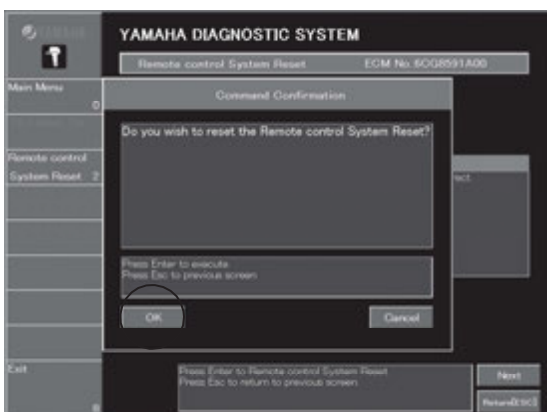 YAMAHA
YAMAHA DIAGNOSTIC SYSTEM
Remote control System Reset ECM No. 6CG8591A00
Main Menu
0
Command Confirmation
Do you wish to reset the Remote control System Reset?
Remote control
System Reset 2
ect.
Press Enter to execute
Press Esc to previous screen
OK Cancel
Exit
Press Enter to Remote control System Reset
Press Esc to return to previous screen
Next
Return[ESC]